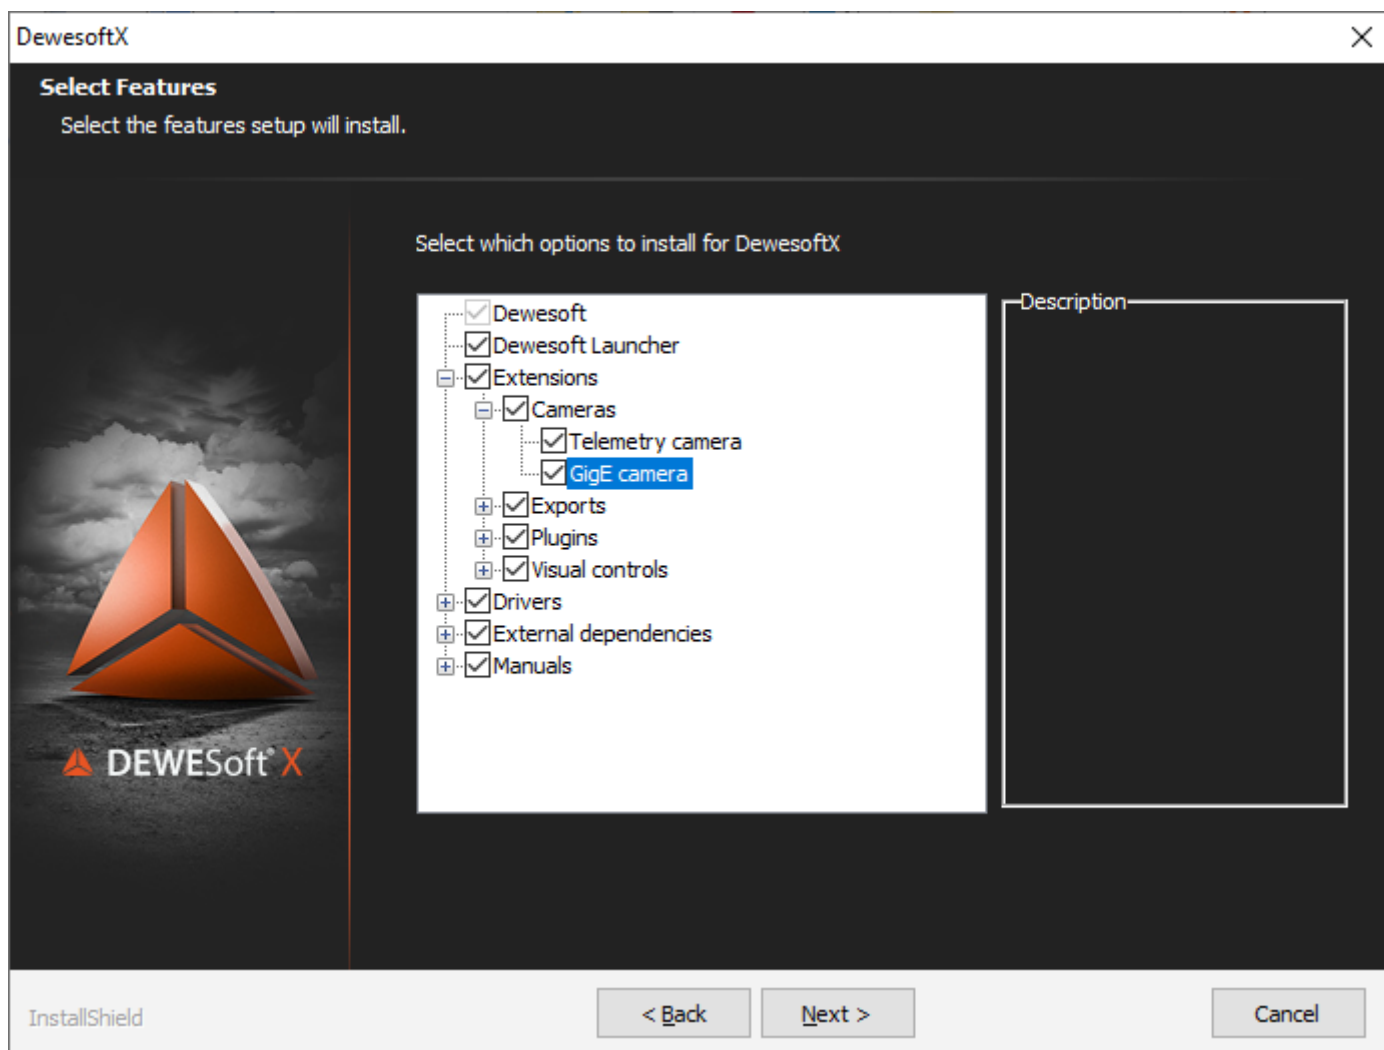 DewesoftX
Select Features
Select the features setup will install.
Select which options to install for DewesoftX
Dewesoft
Dewesoft Launcher
Extensions
Cameras
Telemetry camera
GigE camera
Exports
Plugins
Visual controls
Drivers
External dependencies
Manuals
Description
DEWESoft® X
InstallShield
< Back
Next >
Cancel